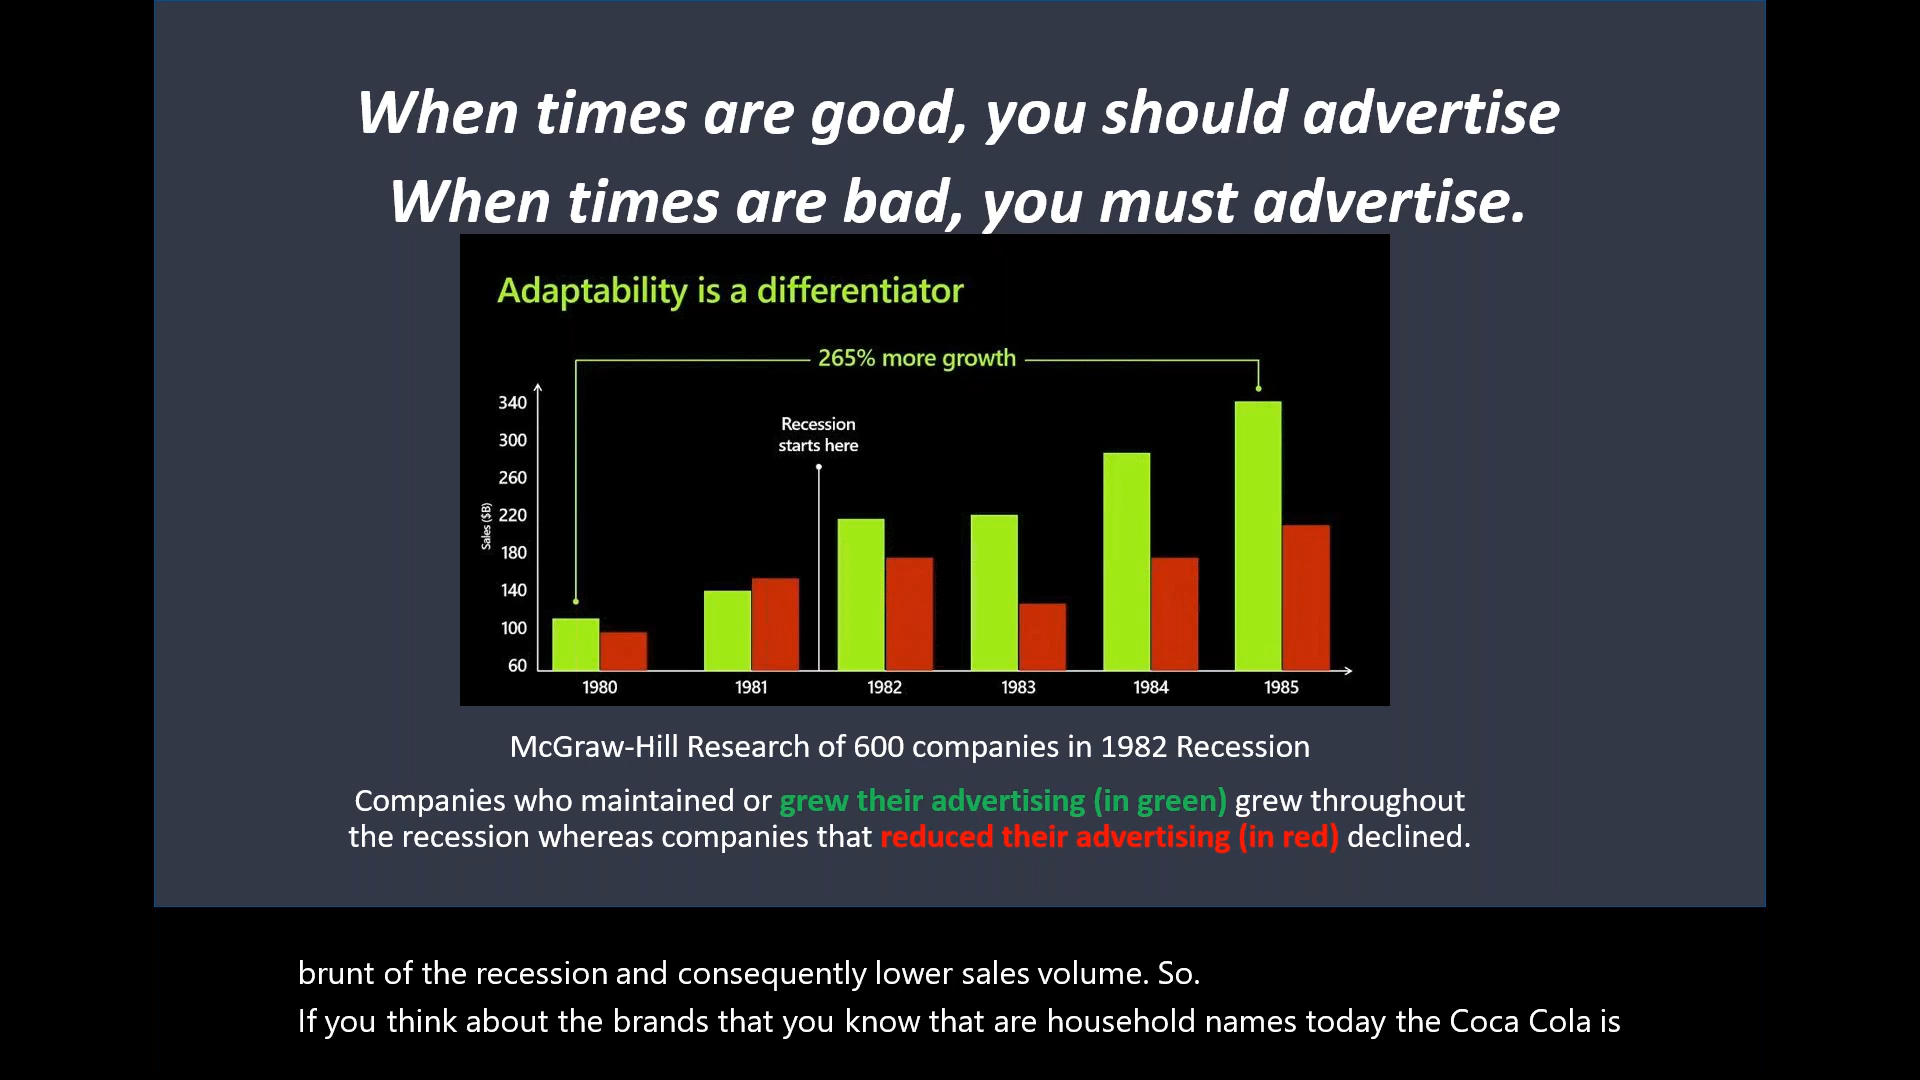 When times are good, you should advertise
When times are bad, you must advertise.
Adaptability is a differentiator
265% more growth
Recession
starts here
Sales ($B)
340
300
260
220
180
140
100
60
1980 1981 1982 1983 1984 1985
McGraw-Hill Research of 600 companies in 1982 Recession
Companies who maintained or grew their advertising (in green) grew throughout
the recession whereas companies that reduced their advertising (in red) declined.
brunt of the recession and consequently lower sales volume. So.
If you think about the brands that you know that are household names today the Coca Cola is